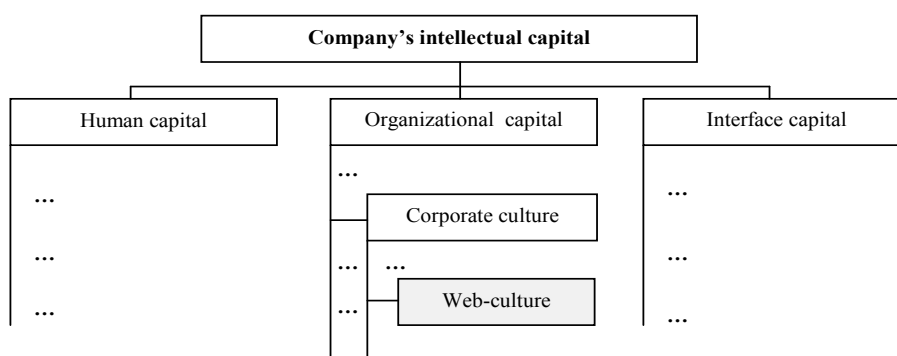 Company’s intellectual capital
Human capital
Organizational capital
Interface capital
...
...
...
Corporate culture
...
...
...
...
Web-culture
...
...
...